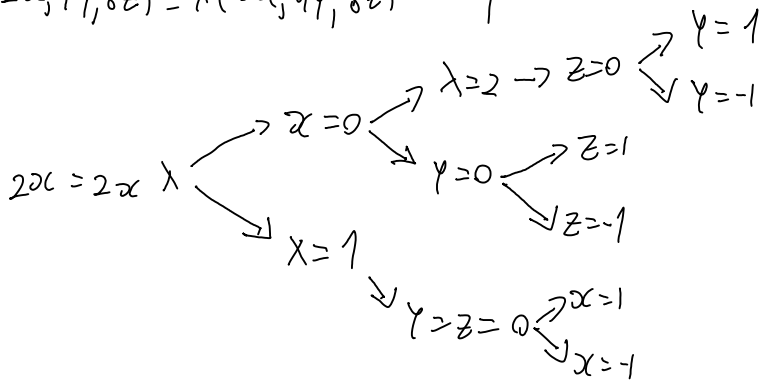 Y = 1
λ=2 → Z=0
Y = -1
x = 0
Z=1
Y = 0
2x = 2x λ
Z=-1
λ = 1
x=1
Y=Z=0
x=-1